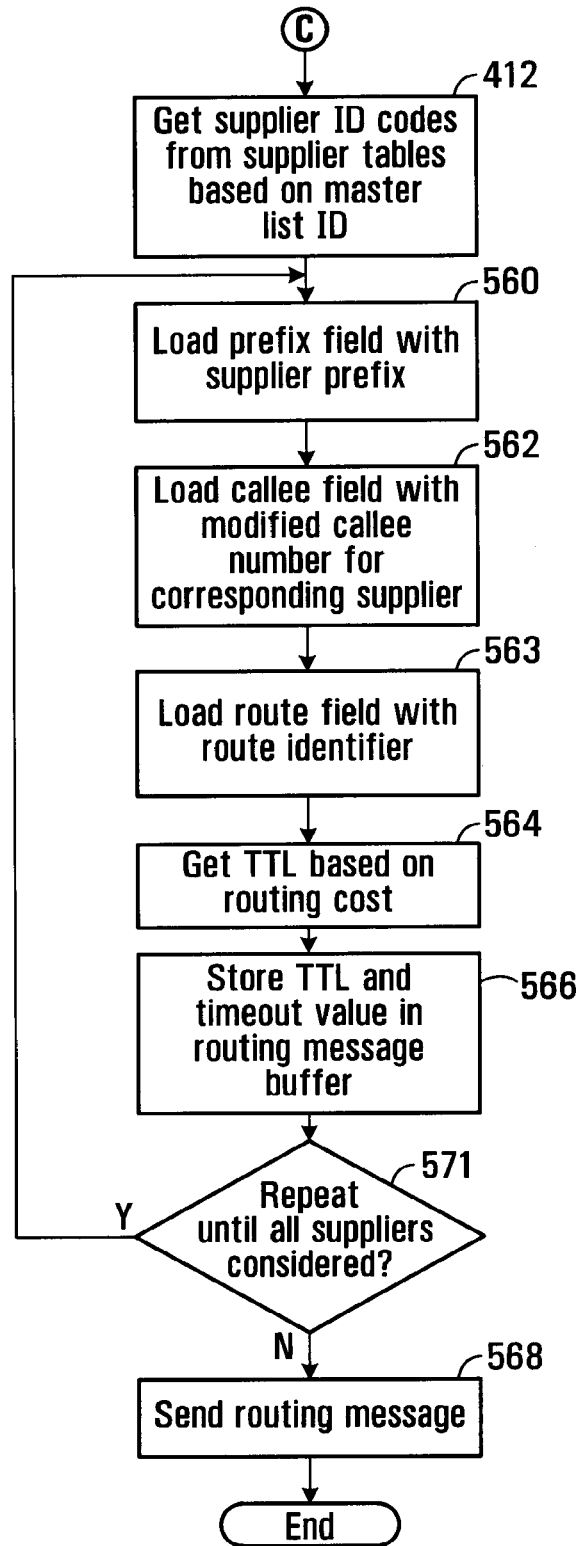 C
412
Get supplier ID codes
from supplier tables
based on master
list ID
560
Load prefix field with
supplier prefix
562
Load callee field with
modified callee
number for
corresponding supplier
563
Load route field with
route identifier
564
Get TTL based on
routing cost
566
Store TTL and
timeout value in
routing message
buffer
571
Repeat
until all suppliers
considered?
Y
N
568
Send routing message
End